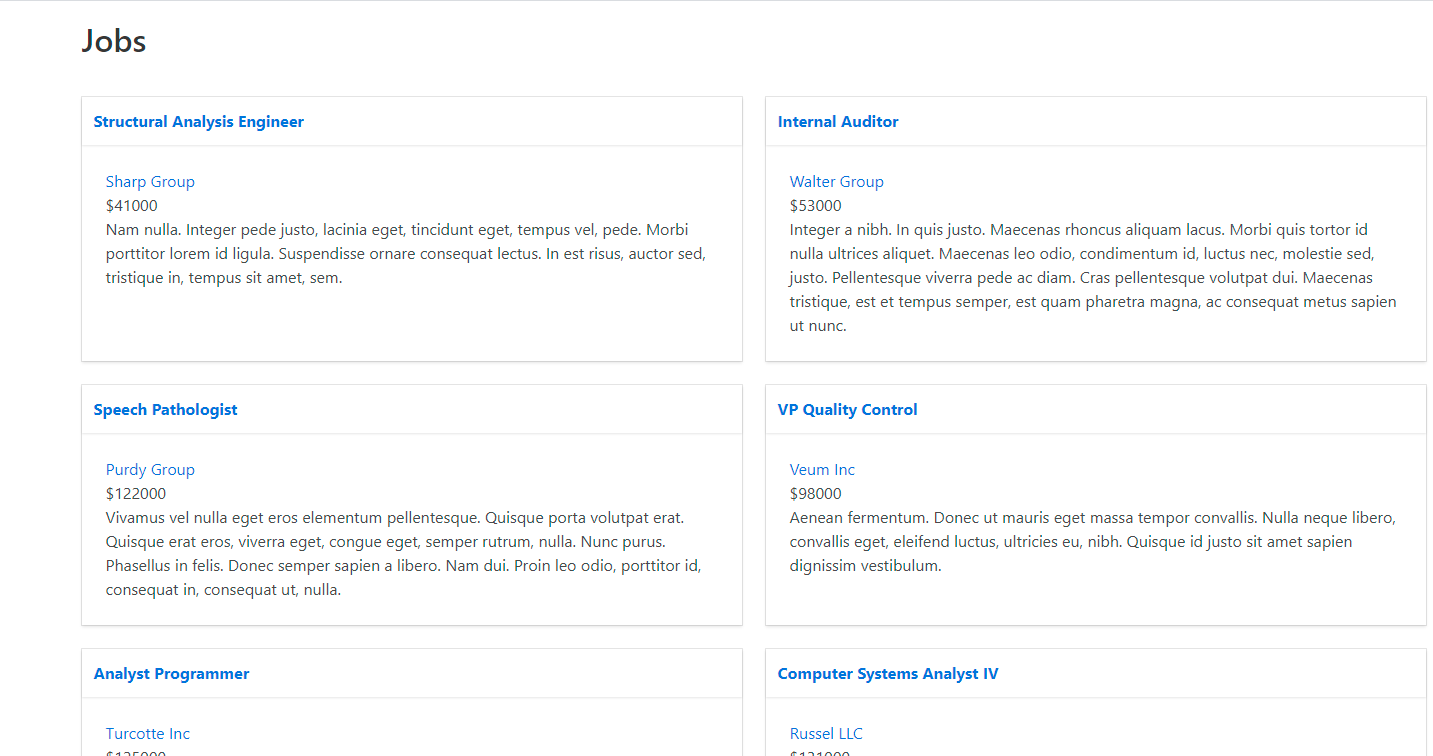 Jobs
Structural Analysis Engineer
Sharp Group
$41000
Nam nulla. Integer pede justo, lacinia eget, tincidunt eget, tempus vel, pede. Morbi
porttitor lorem id ligula. Suspendisse ornare consequat lectus. In est risus, auctor sed,
tristique in, tempus sit amet, sem.
Internal Auditor
Walter Group
$53000
Integer a nibh. In quis justo. Maecenas rhoncus aliquam lacus. Morbi quis tortor id
nulla ultrices aliquet. Maecenas leo odio, condimentum id, luctus nec, molestie sed,
justo. Pellentesque viverra pede ac diam. Cras pellentesque volutpat dui. Maecenas
tristique, est et tempus semper, est quam pharetra magna, ac consequat metus sapien
ut nunc.
Speech Pathologist
Purdy Group
$122000
Vivamus vel nulla eget eros elementum pellentesque. Quisque porta volutpat erat.
Quisque erat eros, viverra eget, congue eget, semper rutrum, nulla. Nunc purus.
Phasellus in felis. Donec semper sapien a libero. Nam dui. Proin leo odio, porttitor id,
consequat in, consequat ut, nulla.
VP Quality Control
Veum Inc
$98000
Aenean fermentum. Donec ut mauris eget massa tempor convallis. Nulla neque libero,
convallis eget, eleifend luctus, ultricies eu, nibh. Quisque id justo sit amet sapien
dignissim vestibulum.
Analyst Programmer
Turcotte Inc
Computer Systems Analyst IV
Russel LLC